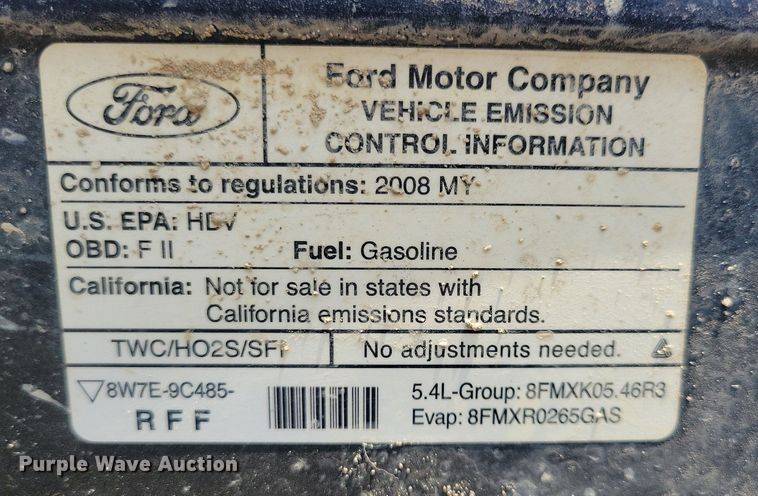 Ford
Ford Motor Company
VEHICLE EMISSION
CONTROL INFORMATION
Conforms to regulations: 2008 MY
U.S. EPA: HDV
OBD: F II Fuel: Gasoline
California: Not for sale in states with
California emissions standards.
TWC/HO2S/SFI No adjustments needed.
8W7E-9C485- 5.4L-Group: 8FMXK05.46R3
RFF Evap: 8FMXR0265GAS
Purple Wave Auction